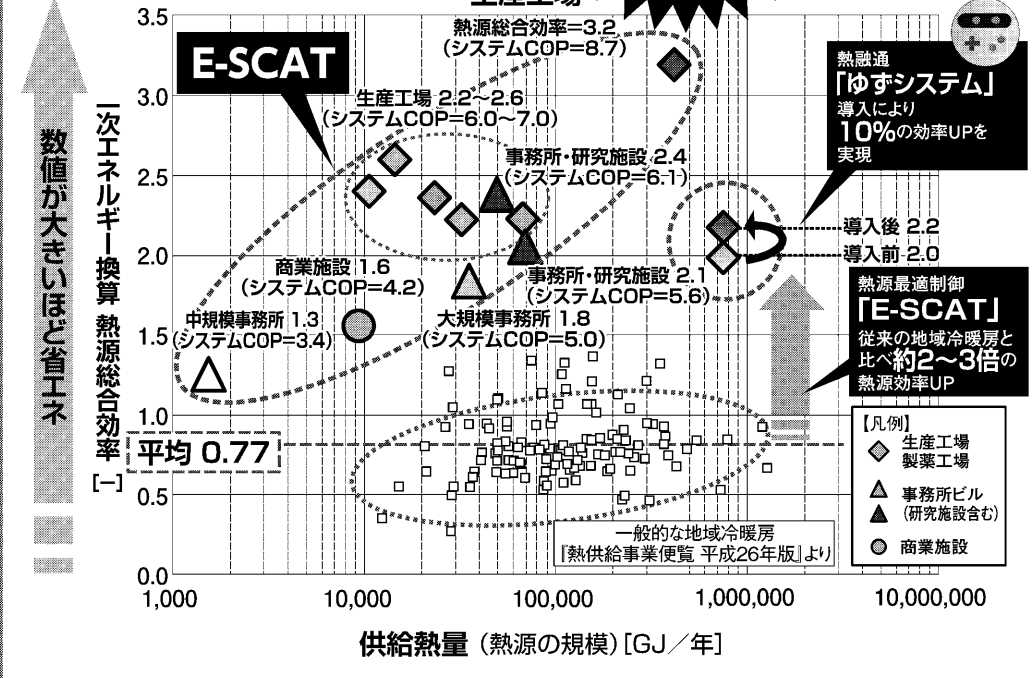 生産工場
熱源総合効率=3.2
(システムCOP=8.7)
E-SCAT
生産工場 2.2〜2.6
(システムCOP=6.0〜7.0)
事務所・研究施設 2.4
(システムCOP=6.1)
熱融通
「ゆずシステム」
導入により
10%の効率UPを
実現
導入後 2.2
導入前 2.0
商業施設 1.6
(システムCOP=4.2)
事務所・研究施設 2.1
(システムCOP=5.6)
中規模事務所 1.3
(システムCOP=3.4)
大規模事務所 1.8
(システムCOP=5.0)
熱源最適制御
「E-SCAT」
従来の地域冷暖房と
比べ約2〜3倍の
熱源効率UP
平均 0.77
【凡例】
生産工場
製薬工場
事務所ビル
(研究施設含む)
商業施設
一般的な地域冷暖房
『熱供給事業便覧 平成26年版』より
数値が大きいほど省エネ
一次エネルギー換算 熱源総合効率
[−]
3.5
3.0
2.5
2.0
1.5
1.0
0.5
0.0
1,000
10,000
100,000
1,000,000
10,000,000
供給熱量(熱源の規模)[GJ/年]